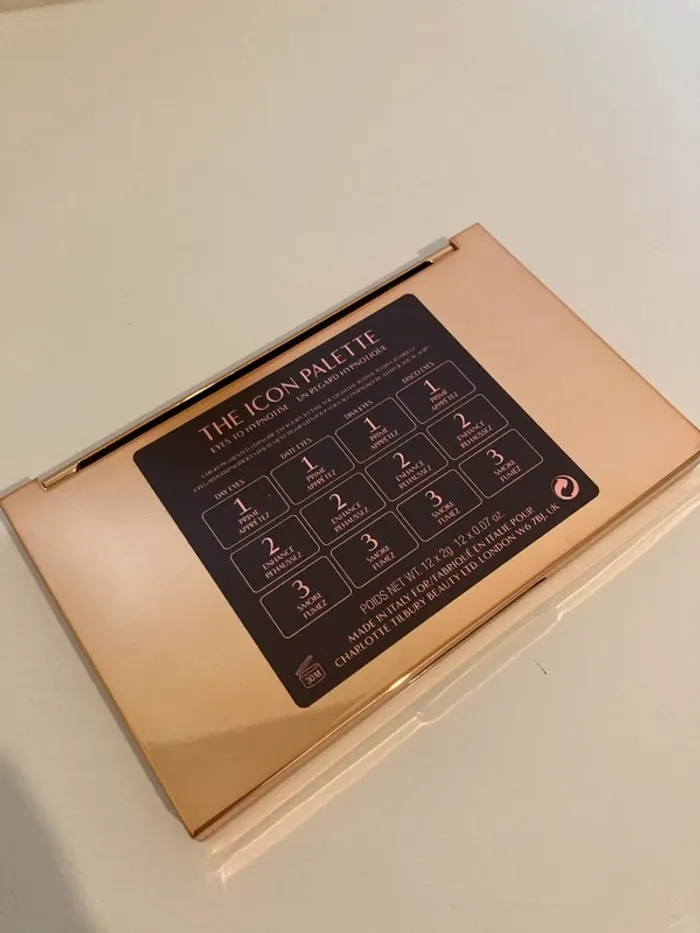 THE ICON PALETTE
EYES TO HYPNOTISE UN REGARD HYPNOTIQUE
DAY EYES DATE EYES DIVA EYES DISCO EYES
1 1 1 1
PRIME PRIME PRIME PRIME
APPRÊTEZ APPRÊTEZ APPRÊTEZ APPRÊTEZ
2 2 2 2
ENHANCE ENHANCE ENHANCE ENHANCE
REHAUSSEZ REHAUSSEZ REHAUSSEZ REHAUSSEZ
3 3 3 3
SMOKE SMOKE SMOKE SMOKE
FUMEZ FUMEZ FUMEZ FUMEZ
POIDS NET WT. 12 x 2g 12 x 0.07 oz.
MADE IN ITALY FOR/FABRIQUÉ EN ITALIE POUR
CHARLOTTE TILBURY BEAUTY LTD LONDON W6 7BJ, UK
30M